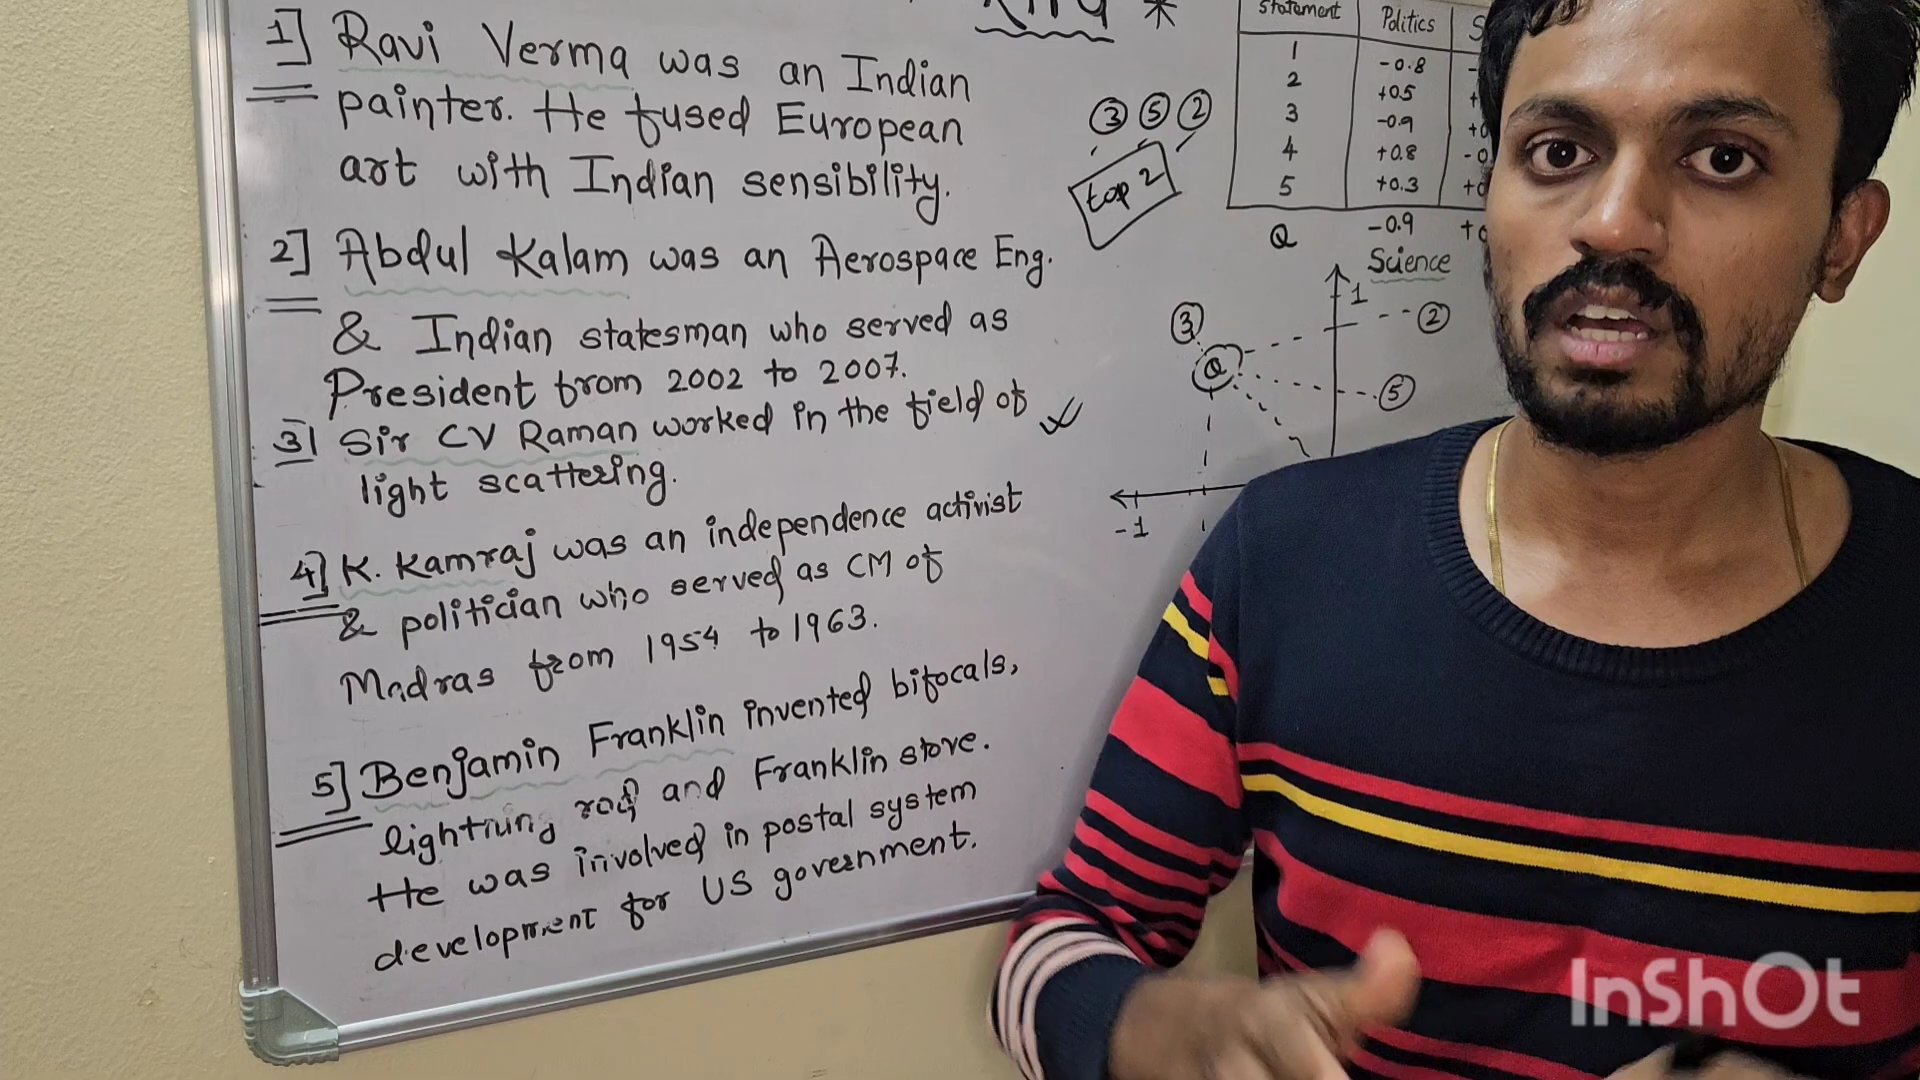 1] Ravi Verma was an Indian
painter. He fused European
art with Indian sensibility.
2] Abdul Kalam was an Aerospace Eng.
& Indian statesman who served as
President from 2002 to 2007.
3] Sir CV Raman worked in the field of
light scattering.
4] K. Kamraj was an independence activist
& politician who served as CM of
Madras from 1954 to 1963.
5] Benjamin Franklin invented bifocals,
lightning rod and Franklin stove.
He was involved in postal system
development for US government.
3 5 2
top 2
Statement Politics S
1 -0.8 -
2 +0.5 +
3 -0.9 +0
4 +0.8 -0
5 +0.3 +0
Q -0.9 +0
Science
1
3
2
Q
5
-1
InShOt